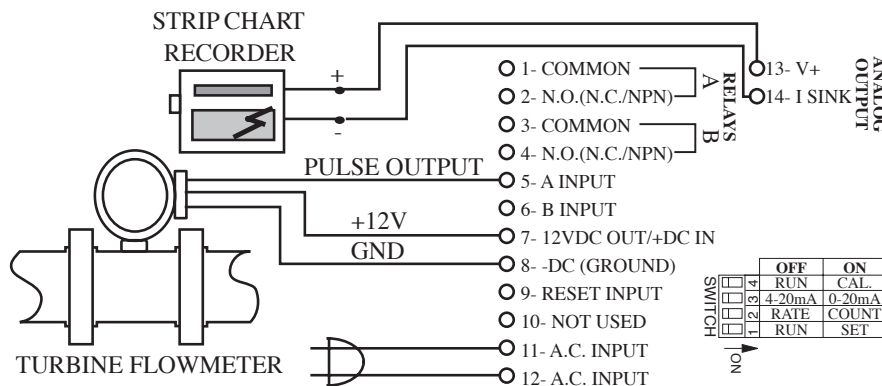 STRIP CHART
RECORDER
+
-
PULSE OUTPUT
+12V
GND
TURBINE FLOWMETER
1- COMMON
2- N.O.(N.C./NPN)
3- COMMON
4- N.O.(N.C./NPN)
5- A INPUT
6- B INPUT
7- 12VDC OUT/+DC IN
8- -DC (GROUND)
9- RESET INPUT
10- NOT USED
11- A.C. INPUT
12- A.C. INPUT
A
B
RELAYS
13- V+
14- I SINK
ANALOG
OUTPUT
SWITCH
OFF ON
4 RUN CAL.
3 4-20mA 0-20mA
2 RATE COUNT
1 RUN SET
ON